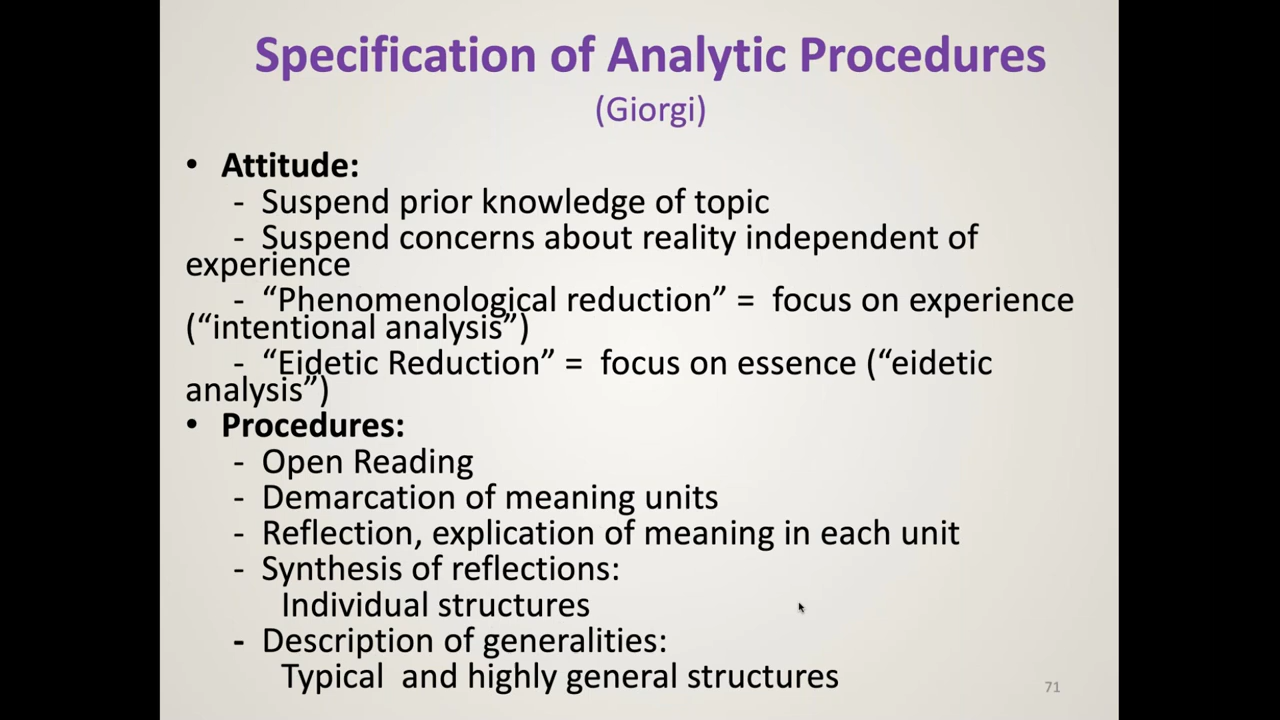 Specification of Analytic Procedures
(Giorgi)
• Attitude:
- Suspend prior knowledge of topic
- Suspend concerns about reality independent of
experience
- “Phenomenological reduction” =  focus on experience
(“intentional analysis”)
- “Eidetic Reduction” =  focus on essence (“eidetic
analysis”)
• Procedures:
- Open Reading
- Demarcation of meaning units
- Reflection, explication of meaning in each unit
- Synthesis of reflections:
Individual structures
- Description of generalities:
Typical  and highly general structures
71